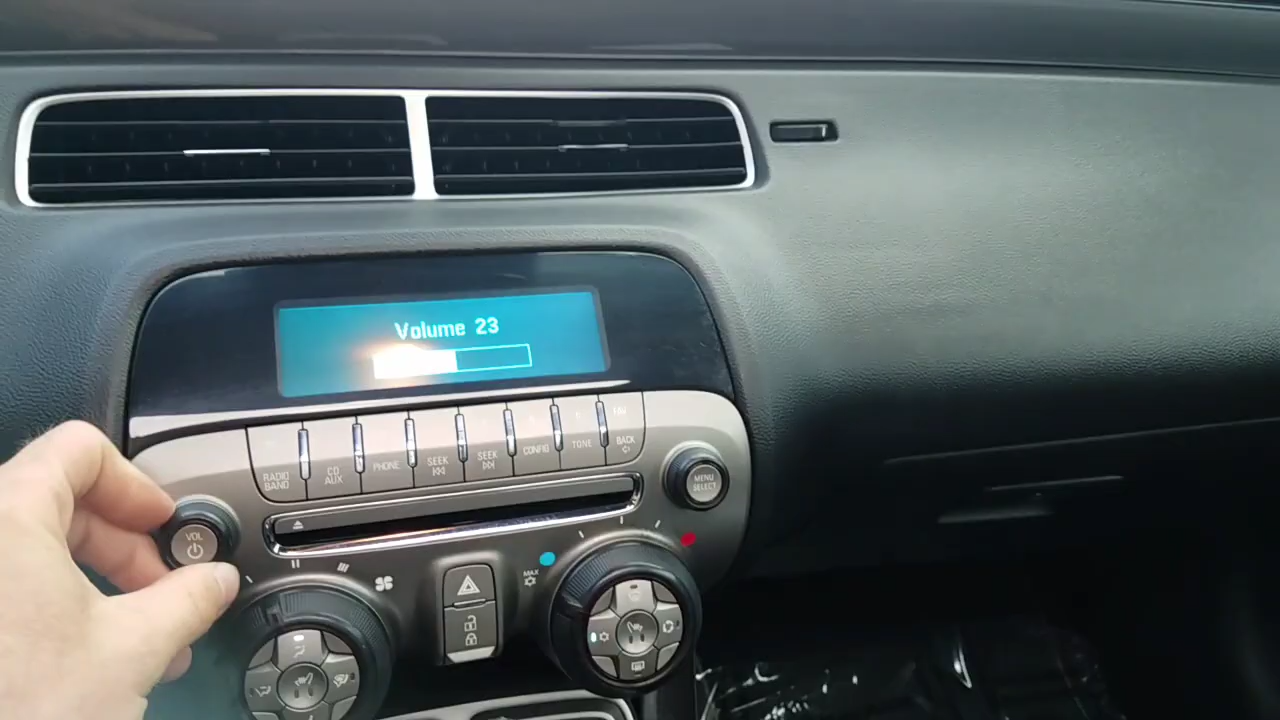 Volume 23
RADIO
BAND
CD
AUX
PHONE
SEEK
SEEK
CONFIG
TONE
BACK
MENU
SELECT
VOL
MAX